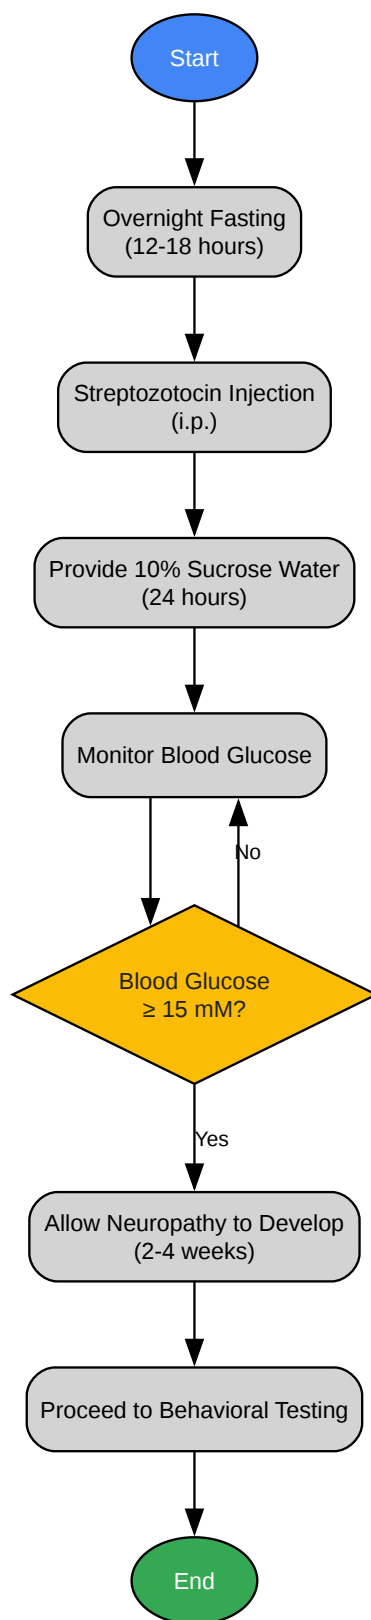 Start
Overnight Fasting
(12-18 hours)
Streptozotocin Injection
(i.p.)
Provide 10% Sucrose Water
(24 hours)
Monitor Blood Glucose
No
Blood Glucose
≥ 15 mM?
Yes
Allow Neuropathy to Develop
(2-4 weeks)
Proceed to Behavioral Testing
End